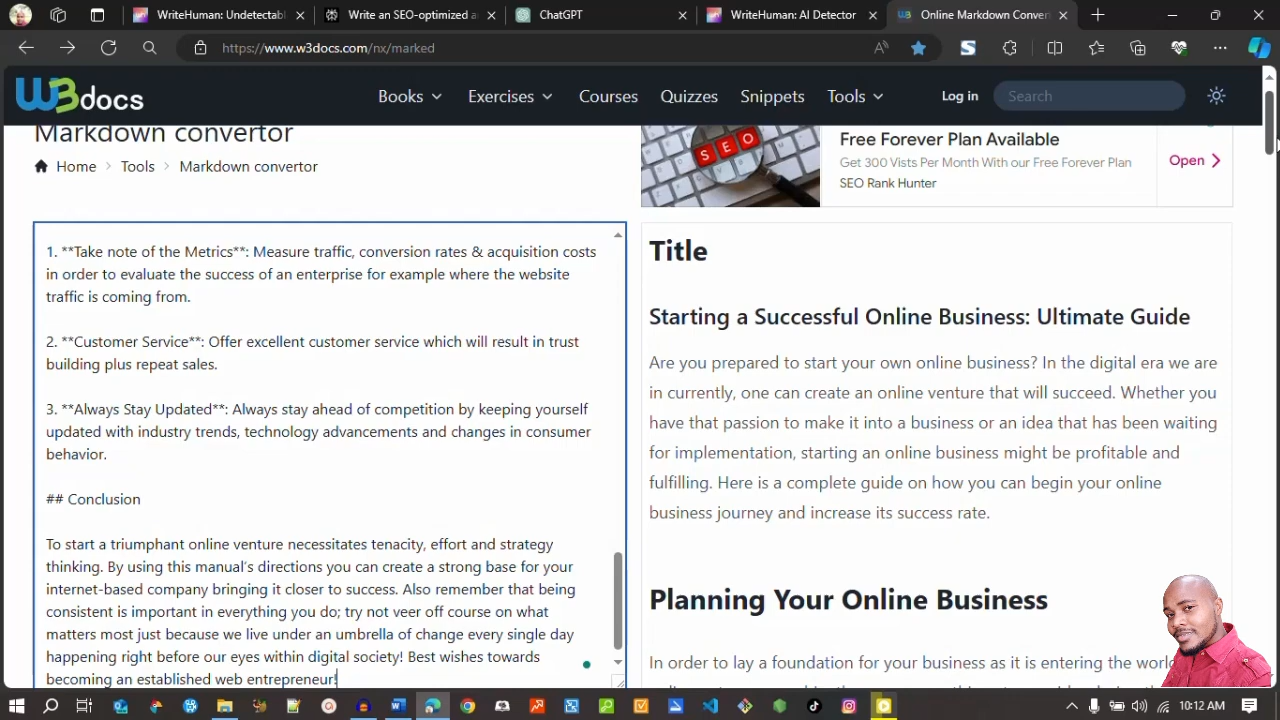 WriteHuman: Undetectabl
Write an SEO-optimized a
ChatGPT
WriteHuman: AI Detector
Online Markdown Conver
https://www.w3docs.com/nx/marked
W3docs
Books
Exercises
Courses
Quizzes
Snippets
Tools
Log in
Search
Markdown convertor
Home > Tools > Markdown convertor
SEO
Free Forever Plan Available
Get 300 Vists Per Month With our Free Forever Plan
SEO Rank Hunter
Open
1. **Take note of the Metrics**: Measure traffic, conversion rates & acquisition costs
in order to evaluate the success of an enterprise for example where the website
traffic is coming from.
2. **Customer Service**: Offer excellent customer service which will result in trust
building plus repeat sales.
3. **Always Stay Updated**: Always stay ahead of competition by keeping yourself
updated with industry trends, technology advancements and changes in consumer
behavior.
## Conclusion
To start a triumphant online venture necessitates tenacity, effort and strategy
thinking. By using this manual's directions you can create a strong base for your
internet-based company bringing it closer to success. Also remember that being
consistent is important in everything you do; try not veer off course on what
matters most just because we live under an umbrella of change every single day
happening right before our eyes within digital society! Best wishes towards
becoming an established web entrepreneur!
Title
Starting a Successful Online Business: Ultimate Guide
Are you prepared to start your own online business? In the digital era we are
in currently, one can create an online venture that will succeed. Whether you
have that passion to make it into a business or an idea that has been waiting
for implementation, starting an online business might be profitable and
fulfilling. Here is a complete guide on how you can begin your online
business journey and increase its success rate.
Planning Your Online Business
In order to lay a foundation for your business as it is entering the world
10:12 AM